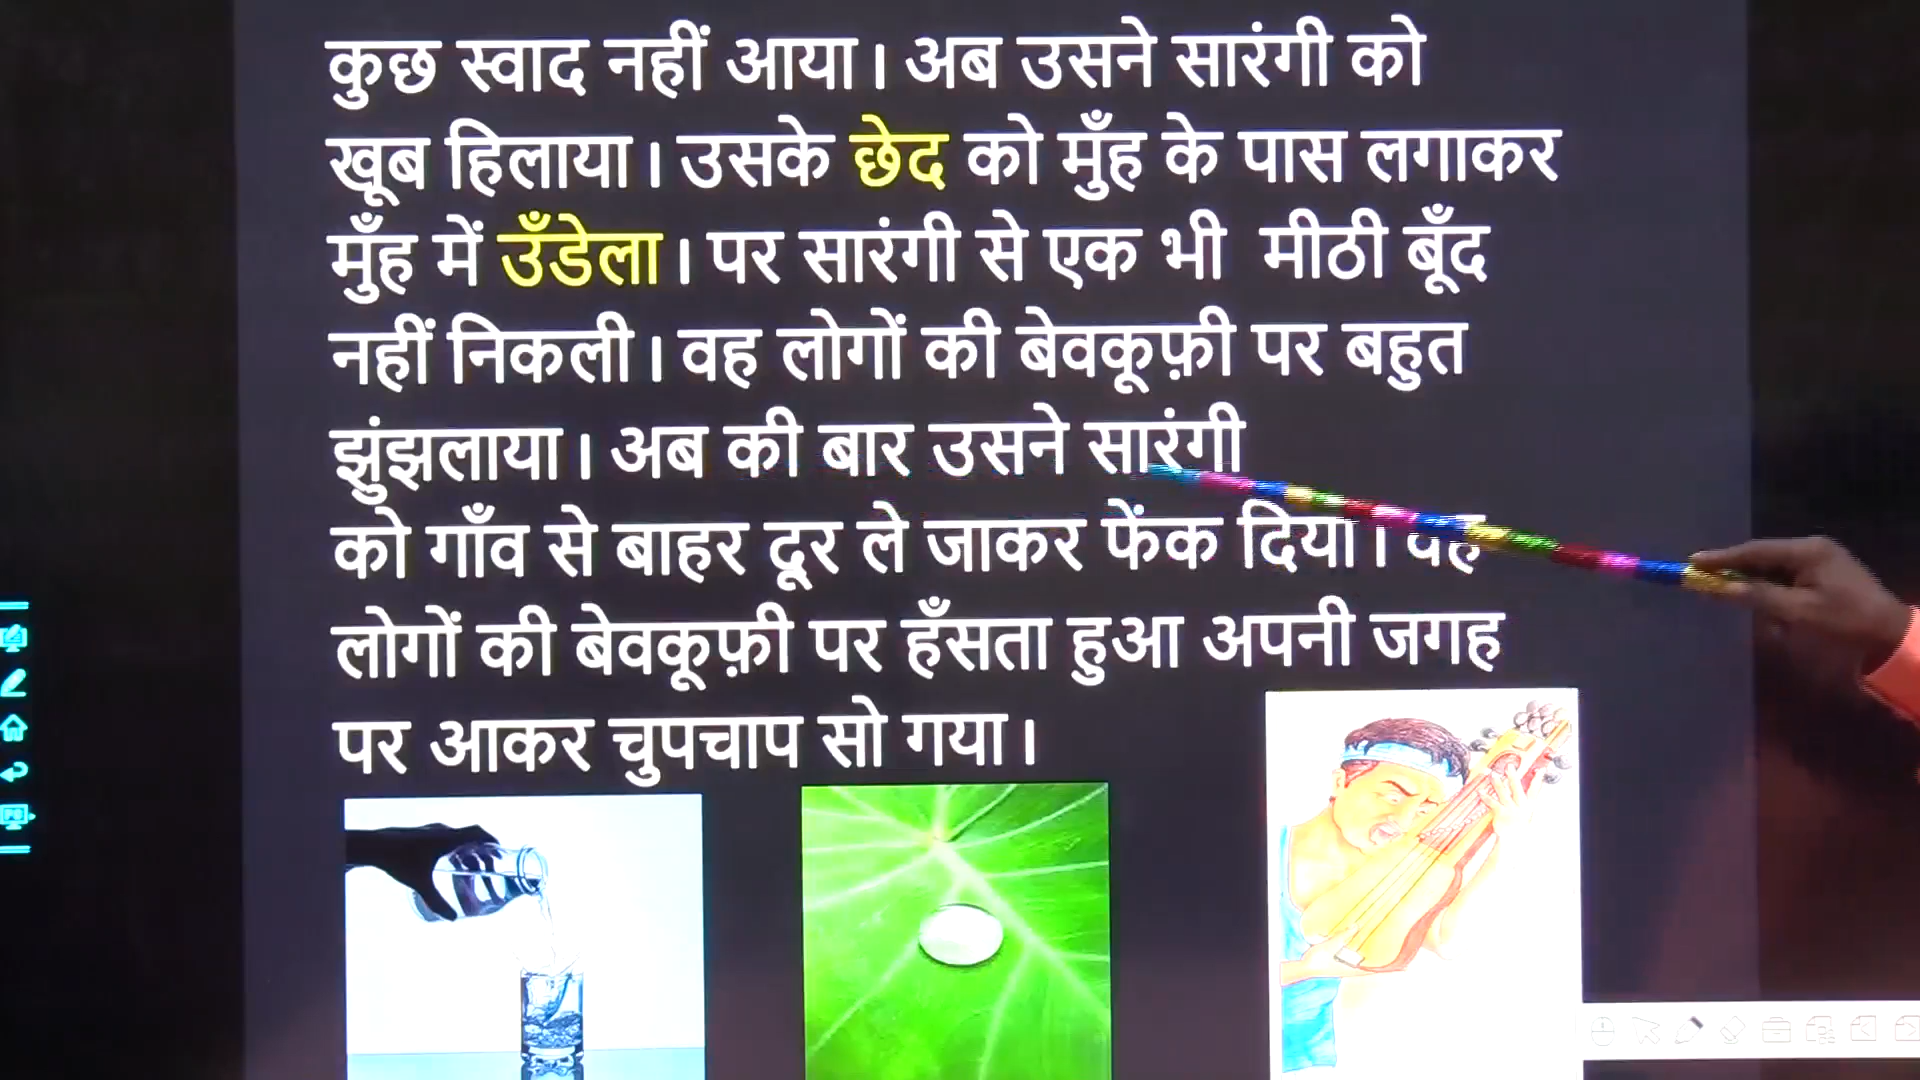 कुछ स्वाद नहीं आया। अब उसने सारंगी को
खूब हिलाया। उसके छेद को मुँह के पास लगाकर
मुँह में उँडेला। पर सारंगी से एक भी मीठी बूँद
नहीं निकली। वह लोगों की बेवकूफ़ी पर बहुत
झुंझलाया। अब की बार उसने सारंगी
को गाँव से बाहर दूर ले जाकर फेंक दिया। वह
लोगों की बेवकूफ़ी पर हँसता हुआ अपनी जगह
पर आकर चुपचाप सो गया।